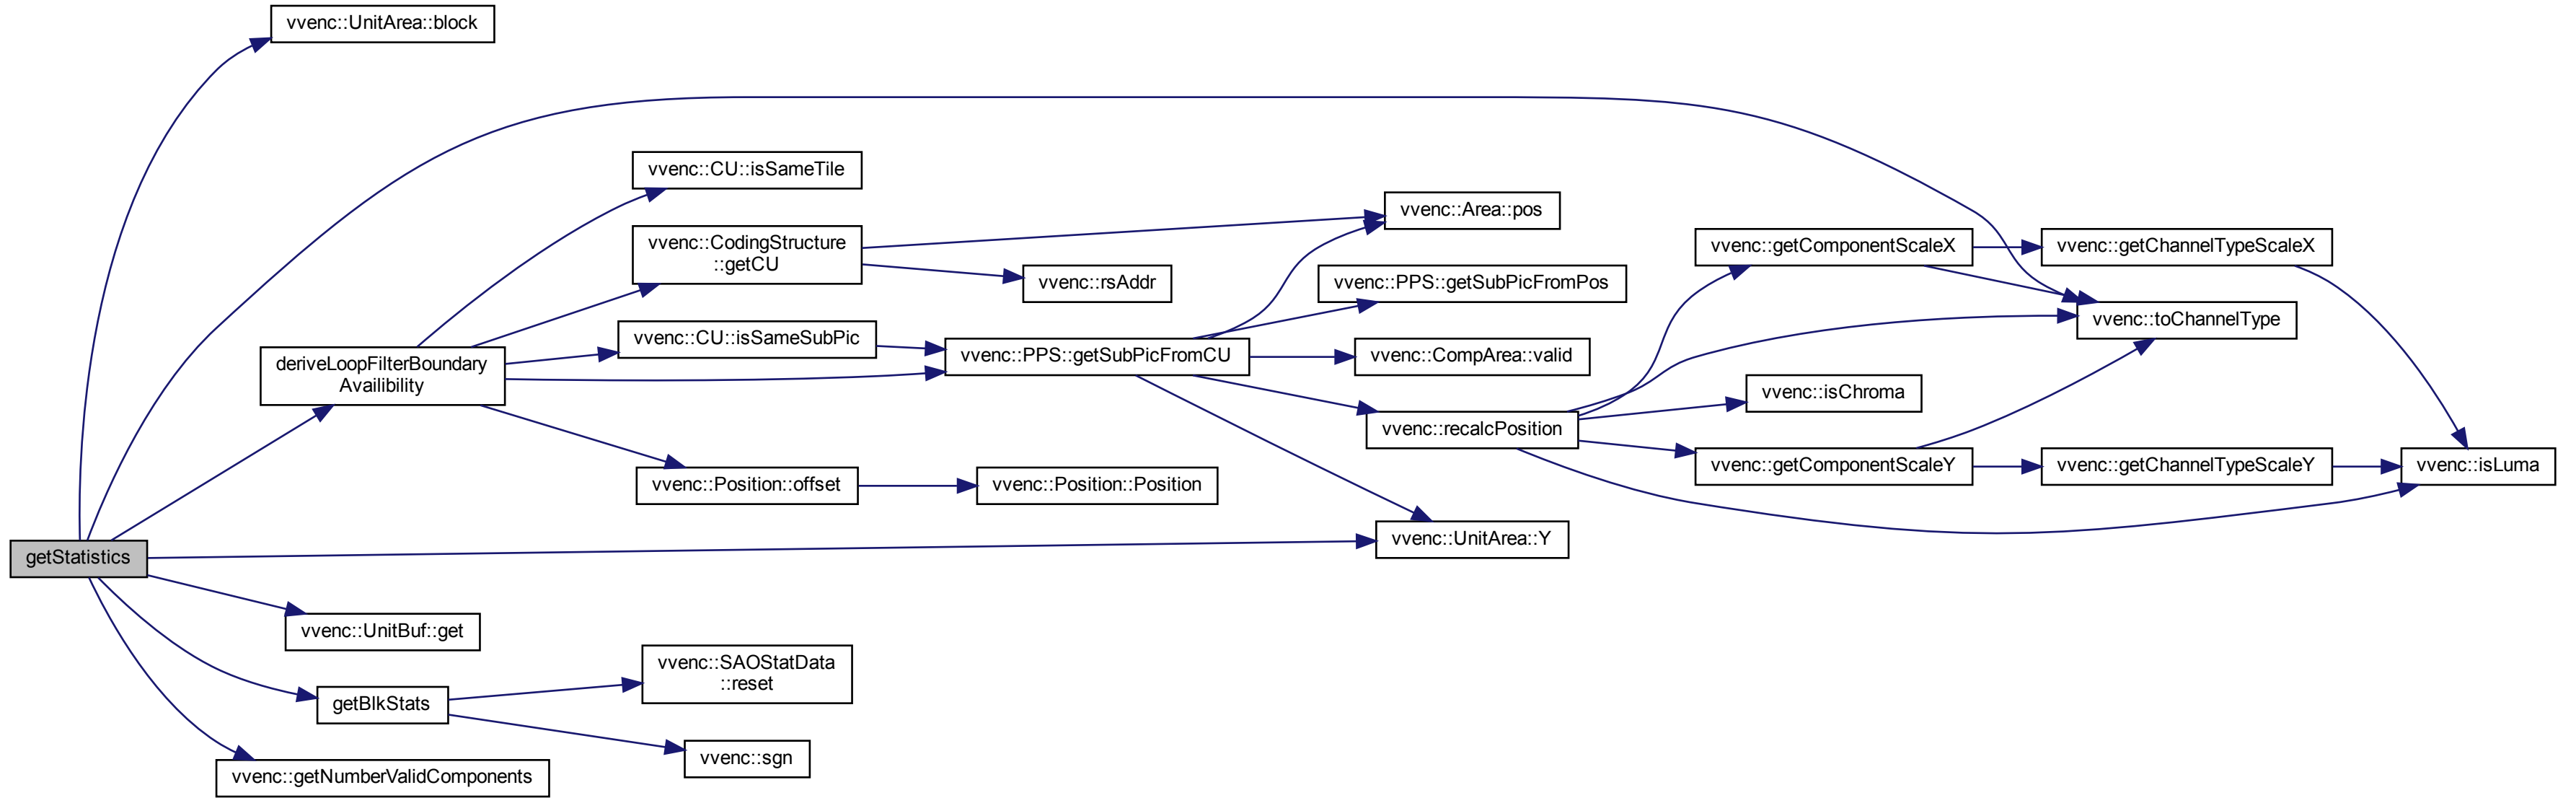 vvenc::UnitArea::block
vvenc::CU::isSameTile
vvenc::Area::pos
vvenc::CodingStructure
::getCU
vvenc::getComponentScaleX
vvenc::getChannelTypeScaleX
vvenc::rsAddr
vvenc::PPS::getSubPicFromPos
vvenc::toChannelType
vvenc::CU::isSameSubPic
vvenc::PPS::getSubPicFromCU
vvenc::CompArea::valid
deriveLoopFilterBoundary
Availibility
vvenc::isChroma
vvenc::recalcPosition
vvenc::getComponentScaleY
vvenc::getChannelTypeScaleY
vvenc::isLuma
vvenc::Position::offset
vvenc::Position::Position
vvenc::UnitArea::Y
getStatistics
vvenc::UnitBuf::get
vvenc::SAOStatData
::reset
getBlkStats
vvenc::sgn
vvenc::getNumberValidComponents